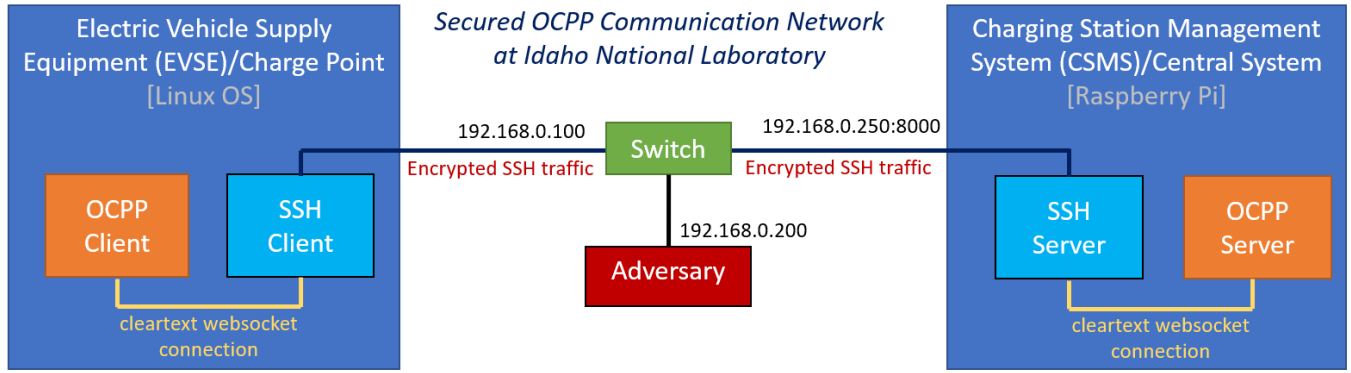 Electric Vehicle Supply
Equipment (EVSE)/Charge Point
[Linux OS]
OCPP
Client
SSH
Client
cleartext websocket
connection
Secured OCPP Communication Network
at Idaho National Laboratory
192.168.0.100
Encrypted SSH traffic
Switch
192.168.0.250:8000
Encrypted SSH traffic
192.168.0.200
Adversary
Charging Station Management
System (CSMS)/Central System
[Raspberry Pi]
SSH
Server
OCPP
Server
cleartext websocket
connection